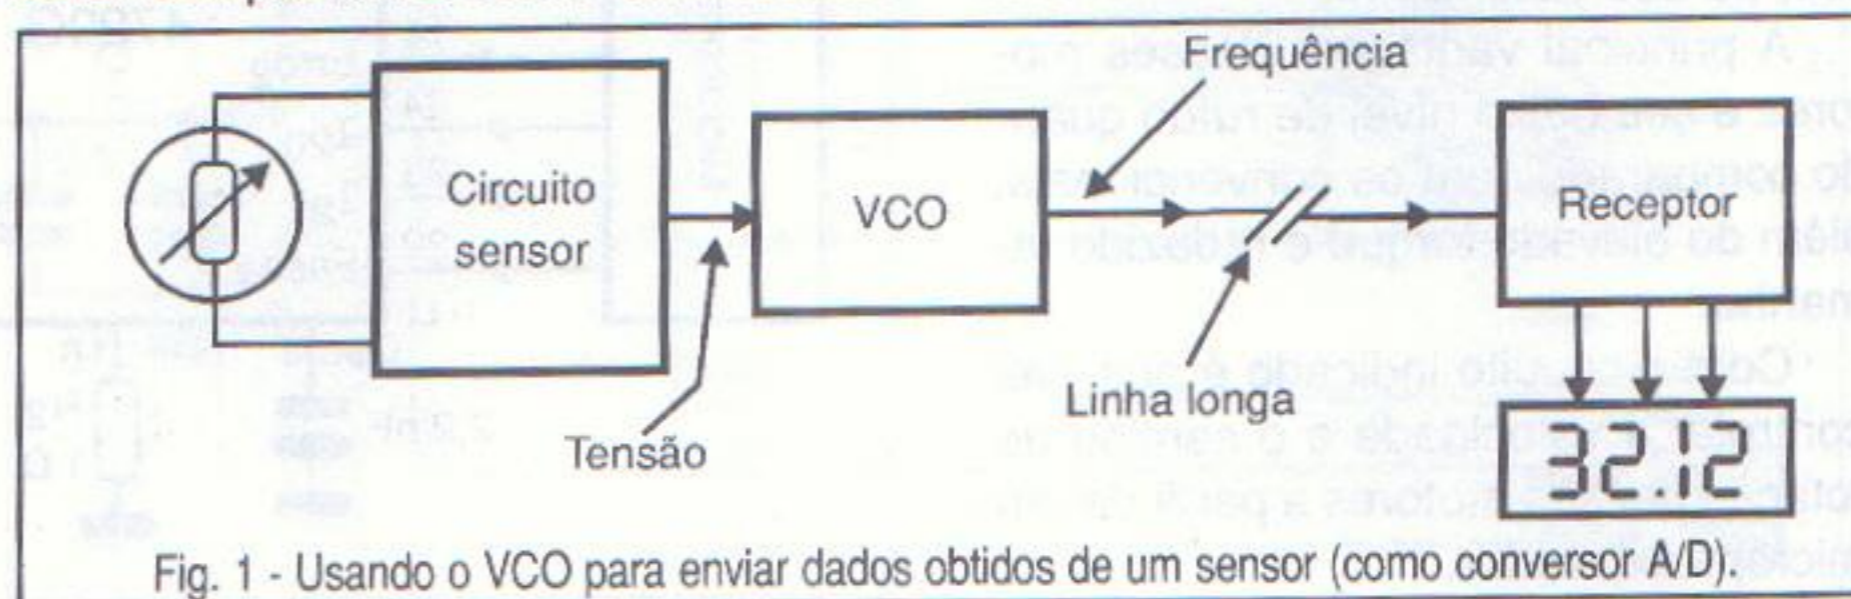 Frequência
Circuito
sensor
VCO
Receptor
Linha longa
Tensão
32.12
Fig. 1 - Usando o VCO para enviar dados obtidos de um sensor (como conversor A/D).